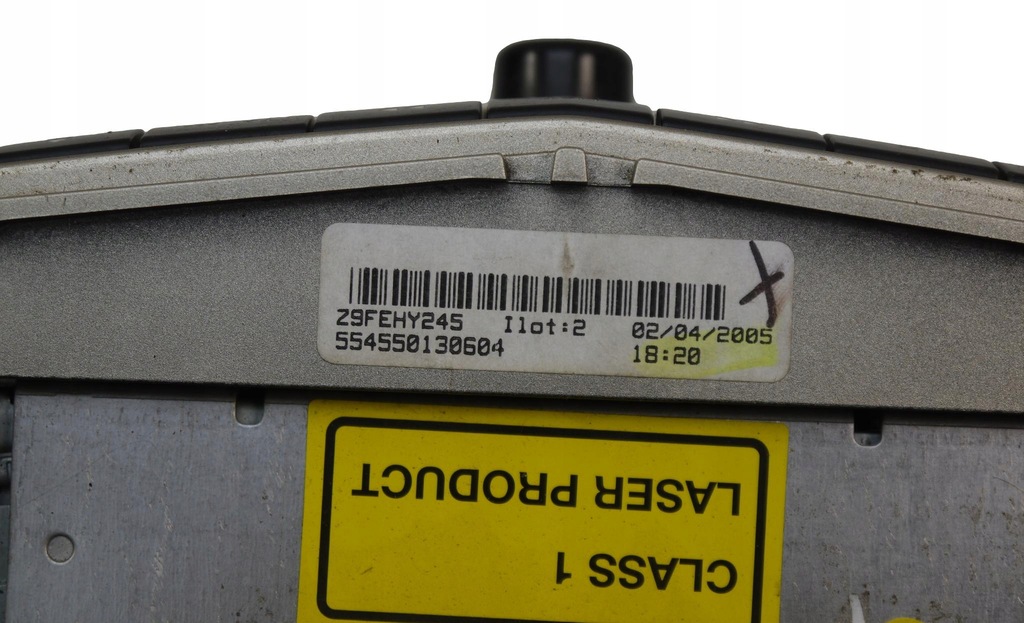 Z9FEHY245 Ilot:2 02/04/2005
554550130604 18:20
CLASS 1
LASER PRODUCT